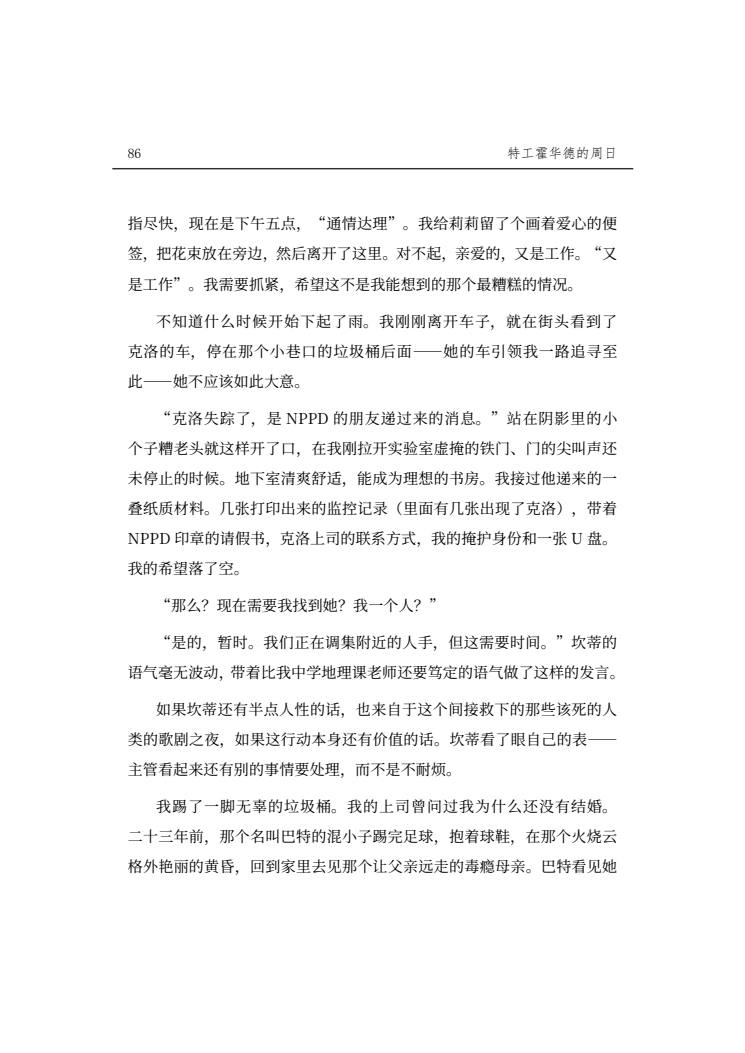 86
特工霍华德的周日
指尽快，现在是下午五点，“通情达理”。我给莉莉留了个画着爱心的便
签，把花束放在旁边，然后离开了这里。对不起，亲爱的，又是工作。“又
是工作”。我需要抓紧，希望这不是我能想到的那个最糟糕的情况。
不知道什么时候开始下起了雨。我刚刚离开车子，就在街头看到了
克洛的车，停在那个小巷口的垃圾桶后面——她的车引领我一路追寻至
此——她不应该如此大意。
“克洛失踪了，是 NPPD 的朋友递过来的消息。”站在阴影里的小
个子糟老头就这样开了口，在我刚拉开实验室虚掩的铁门、门的尖叫声还
未停止的时候。地下室清爽舒适，能成为理想的书房。我接过他递来的一
叠纸质材料。几张打印出来的监控记录（里面有几张出现了克洛），带着
NPPD 印章的请假书，克洛上司的联系方式，我的掩护身份和一张 U 盘。
我的希望落了空。
“那么？现在需要我找到她？我一个人？”
“是的，暂时。我们正在调集附近的人手，但这需要时间。”坎蒂的
语气毫无波动，带着比我中学地理课老师还要笃定的语气做了这样的发言。
如果坎蒂还有半点人性的话，也来自于这个间接救下的那些该死的人
类的歌剧之夜，如果这行动本身还有价值的话。坎蒂看了眼自己的表——
主管看起来还有别的事情要处理，而不是不耐烦。
我踢了一脚无辜的垃圾桶。我的上司曾问过我为什么还没有结婚。
二十三年前，那个名叫巴特的混小子踢完足球，抱着球鞋，在那个火烧云
格外艳丽的黄昏，回到家里去见那个让父亲远走的毒瘾母亲。巴特看见她